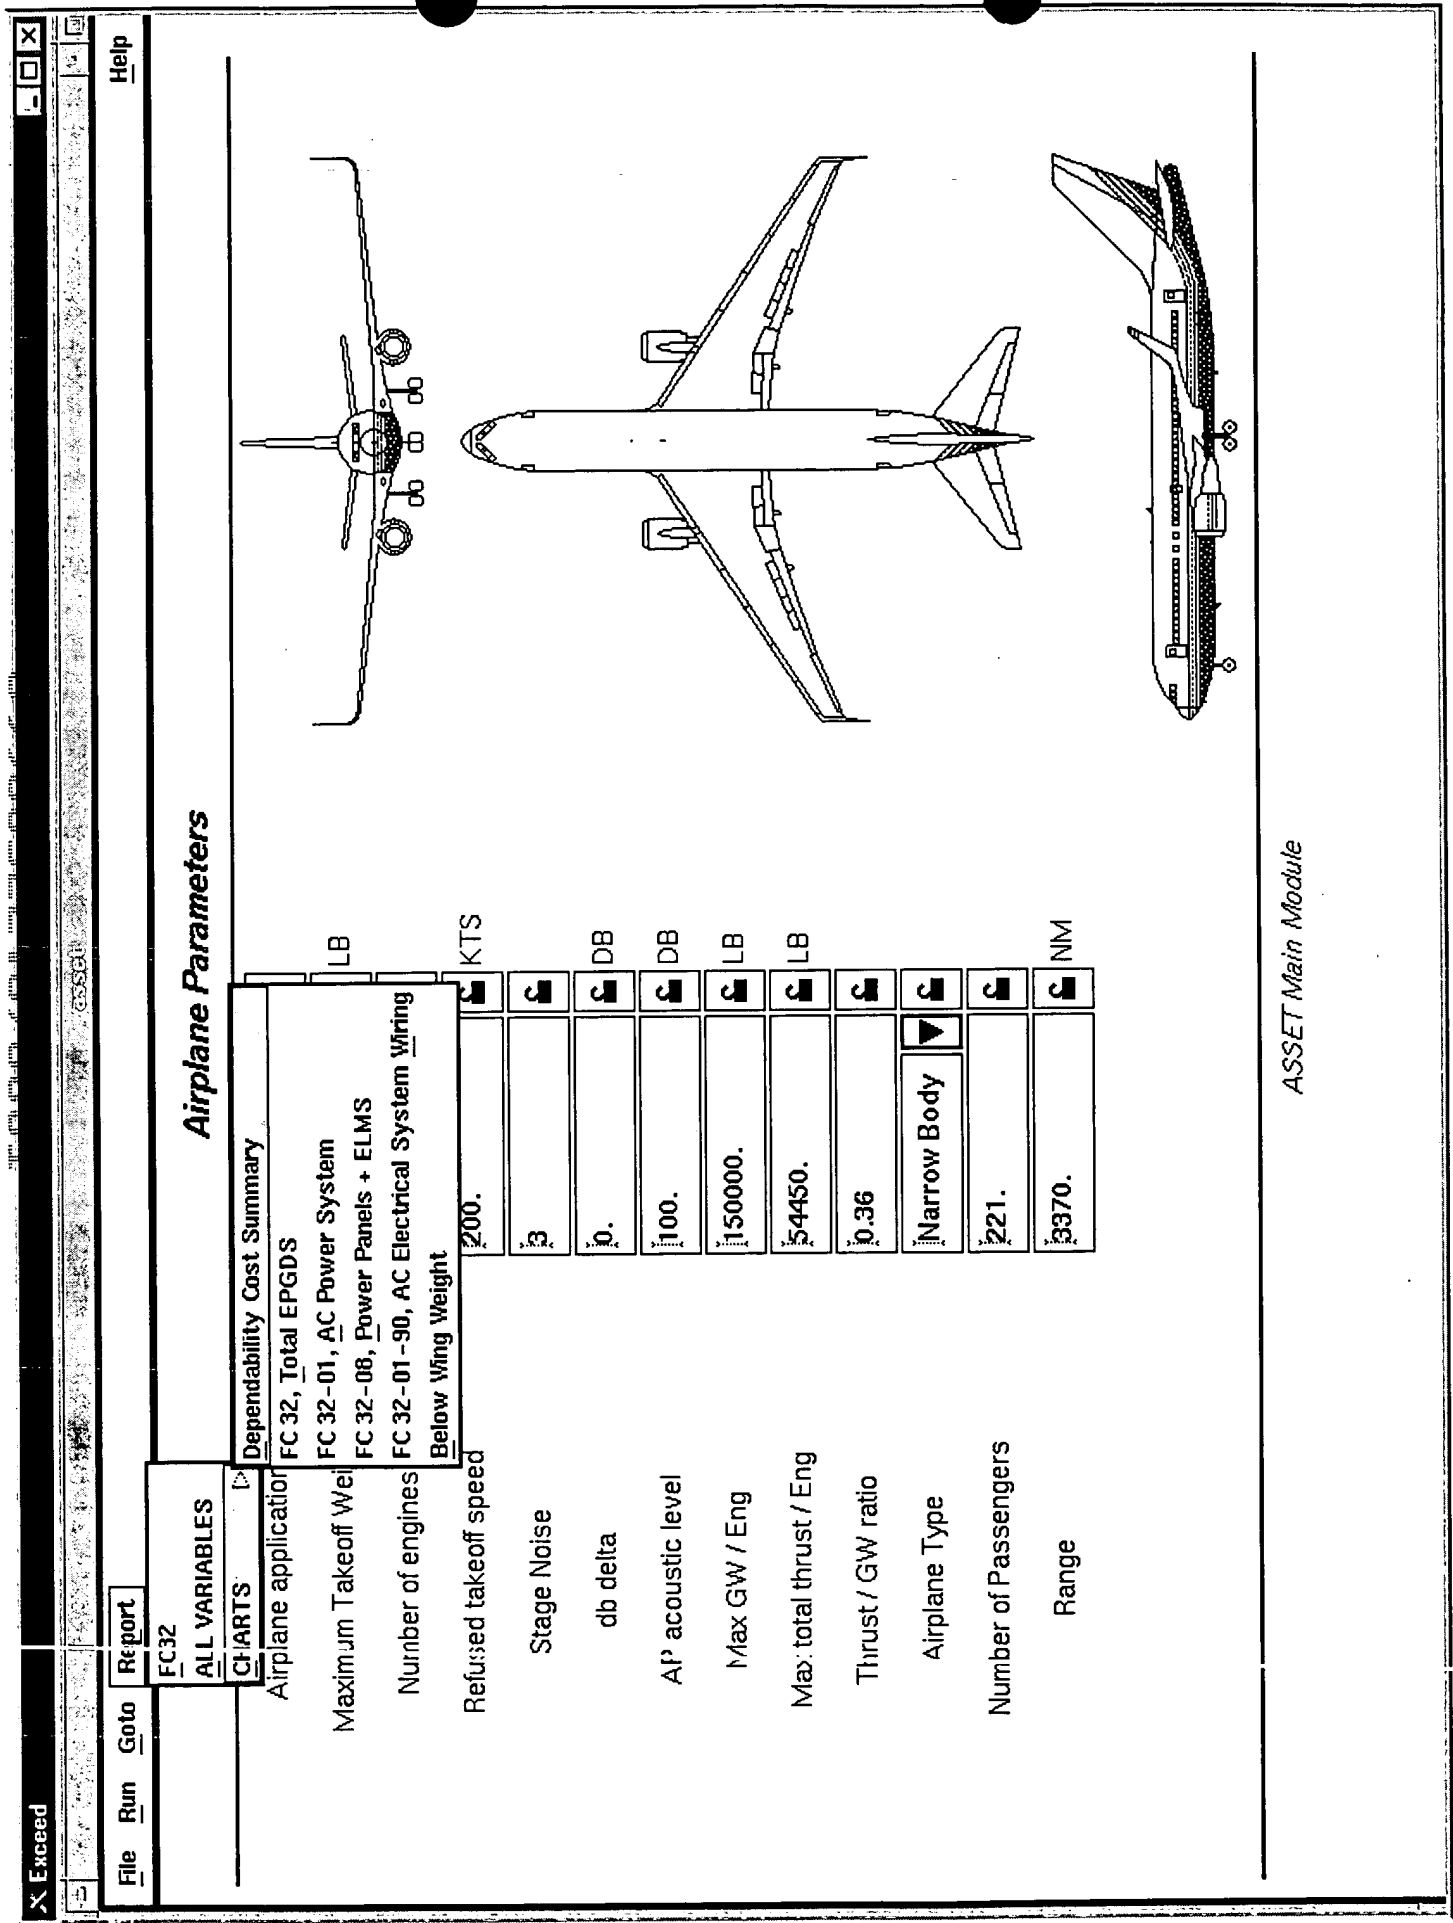 Exceed
asset
File Run Goto Report Help
FC32
ALL VARIABLES
CHARTS
Airplane Parameters
Dependability Cost Summary
FC 32, Total EPGDS
FC 32-01, AC Power System
FC 32-08, Power Panels + ELMS
FC 32-01-90, AC Electrical System Wiring
Below Wing Weight
Airplane application
Maximum Takeoff Wei LB
Number of engines
Refused takeoff speed 200. KTS
Stage Noise 3
db delta 0. DB
AP acoustic level 100. DB
Max GW / Eng 150000. LB
Max total thrust / Eng 54450. LB
Thrust / GW ratio 0.36
Airplane Type Narrow Body
Number of Passengers 221.
Range 3370. NM
ASSET Main Module